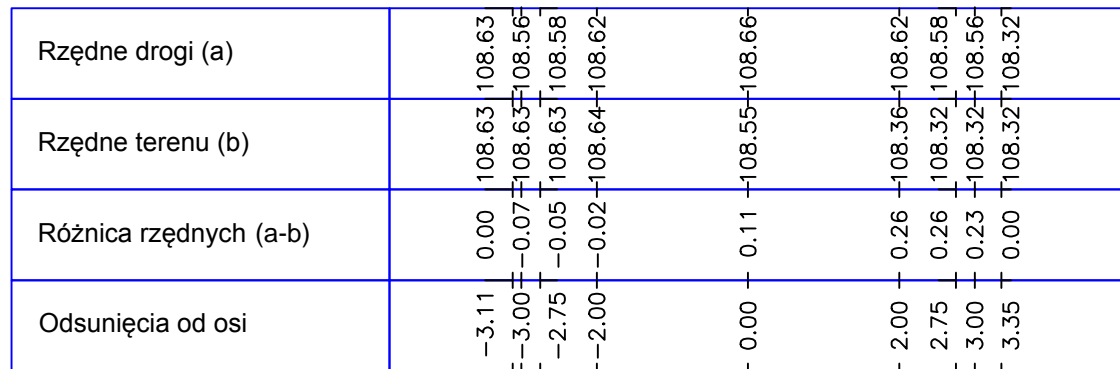 Rzędne drogi (a) 108.63 108.56 108.58 108.62 108.66 108.62 108.58 108.56 108.32
Rzędne terenu (b) 108.63 108.63 108.63 108.64 108.55 108.36 108.32 108.32 108.32
Różnica rzędnych (a-b) 0.00 -0.07 -0.05 -0.02 0.11 0.26 0.26 0.23 0.00
Odsunięcia od osi -3.11 -3.00 -2.75 -2.00 0.00 2.00 2.75 3.00 3.35